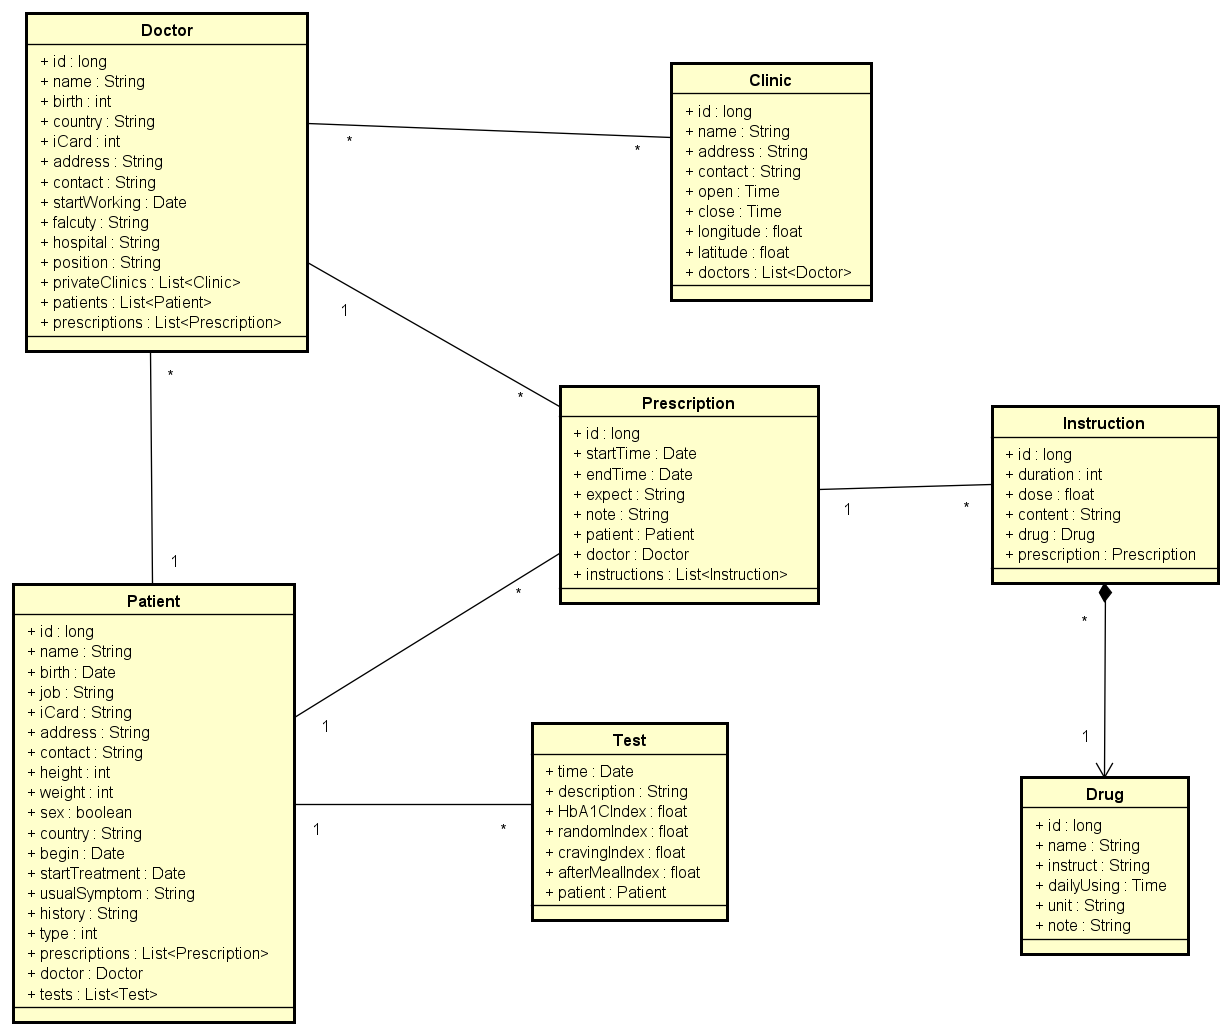 Doctor
+ id : long
+ name : String
+ birth : int
+ country : String
+ iCard : int
+ address : String
+ contact : String
+ startWorking : Date
+ falcuty : String
+ hospital : String
+ position : String
+ privateClinics : List<Clinic>
+ patients : List<Patient>
+ prescriptions : List<Prescription>
*
*
Clinic
+ id : long
+ name : String
+ address : String
+ contact : String
+ open : Time
+ close : Time
+ longitude : float
+ latitude : float
+ doctors : List<Doctor>
1
*
*
1
Prescription
+ id : long
+ startTime : Date
+ endTime : Date
+ expect : String
+ note : String
+ patient : Patient
+ doctor : Doctor
+ instructions : List<Instruction>
1
*
Instruction
+ id : long
+ duration : int
+ dose : float
+ content : String
+ drug : Drug
+ prescription : Prescription
*
1
Patient
+ id : long
+ name : String
+ birth : Date
+ job : String
+ iCard : String
+ address : String
+ contact : String
+ height : int
+ weight : int
+ sex : boolean
+ country : String
+ begin : Date
+ startTreatment : Date
+ usualSymptom : String
+ history : String
+ type : int
+ prescriptions : List<Prescription>
+ doctor : Doctor
+ tests : List<Test>
*
1
1
*
Test
+ time : Date
+ description : String
+ HbA1CIndex : float
+ randomIndex : float
+ cravingIndex : float
+ afterMealIndex : float
+ patient : Patient
Drug
+ id : long
+ name : String
+ instruct : String
+ dailyUsing : Time
+ unit : String
+ note : String